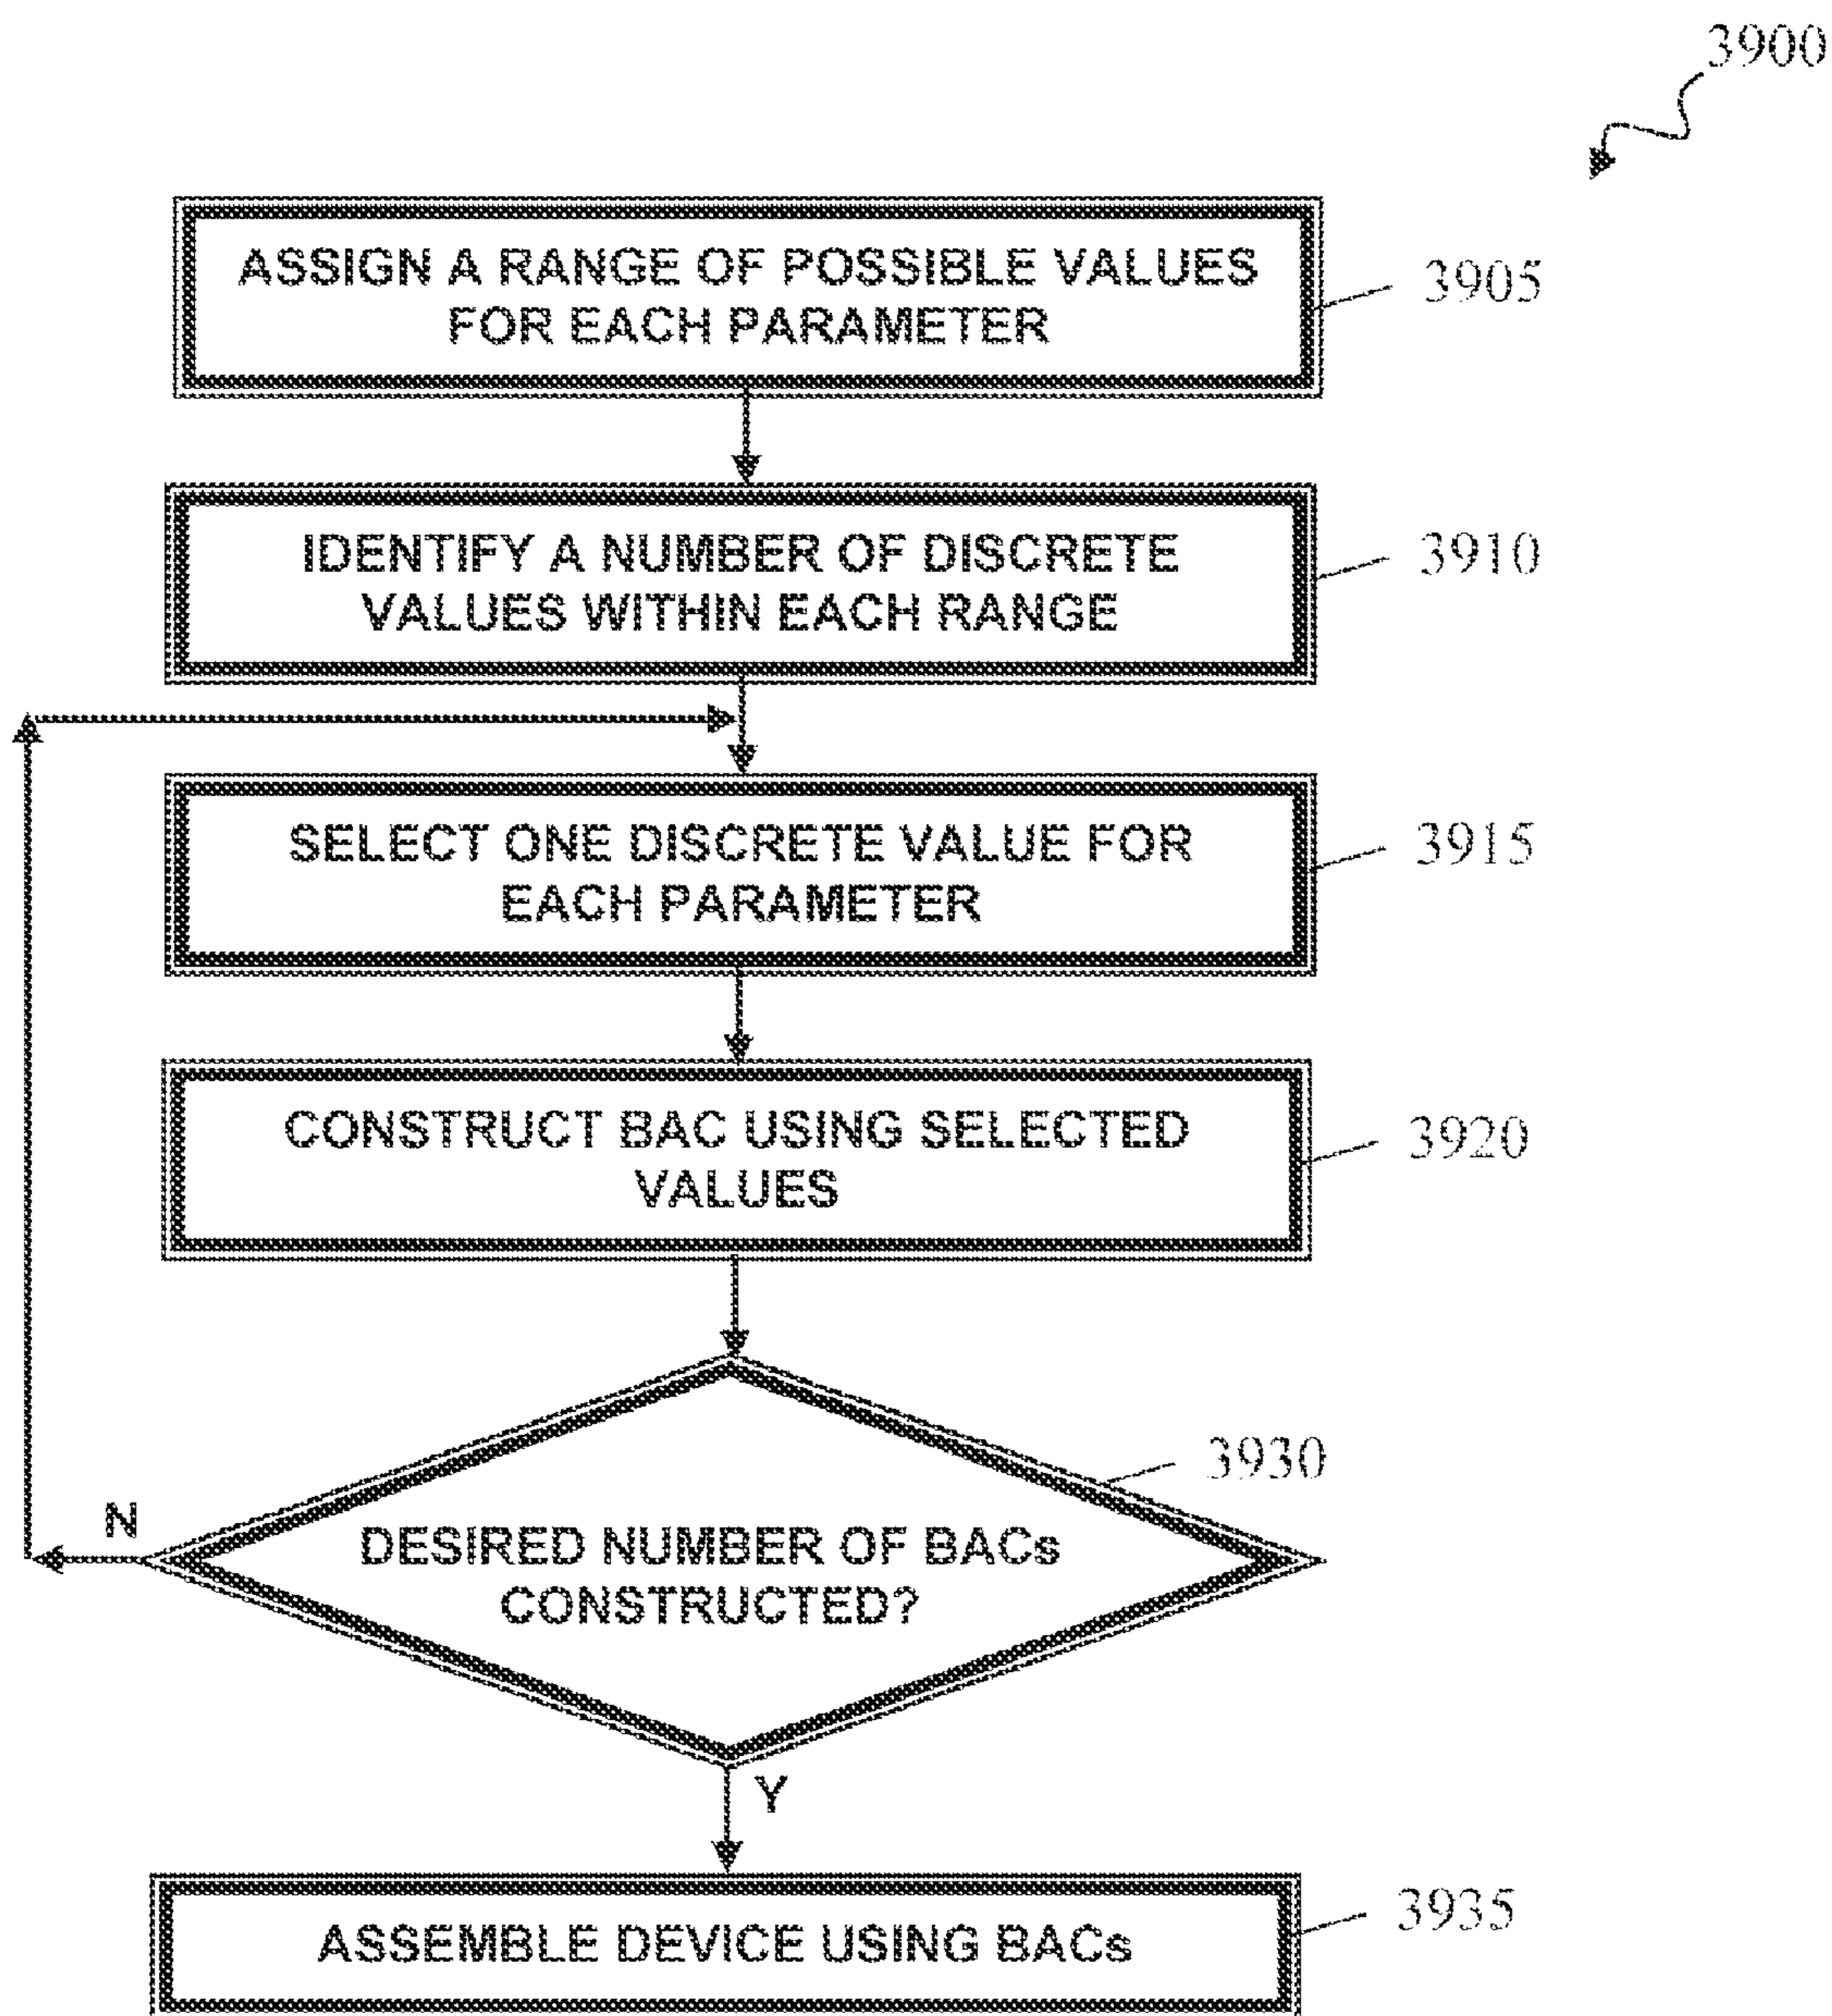 3900
ASSIGN A RANGE OF POSSIBLE VALUES
FOR EACH PARAMETER
3905
IDENTIFY A NUMBER OF DISCRETE
VALUES WITHIN EACH RANGE
3910
SELECT ONE DISCRETE VALUE FOR
EACH PARAMETER
3915
CONSTRUCT BAC USING SELECTED
VALUES
3920
3930
N
DESIRED NUMBER OF BACs
CONSTRUCTED?
Y
ASSEMBLE DEVICE USING BACs
3935